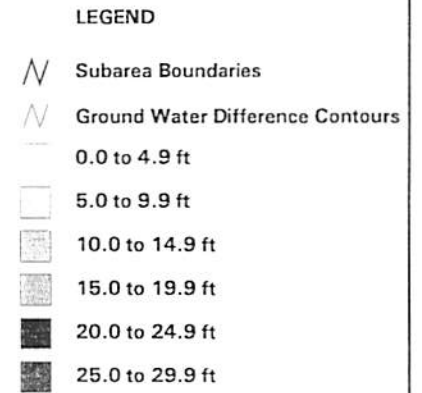 LEGEND
Subarea Boundaries
Ground Water Difference Contours
0.0 to 4.9 ft
5.0 to 9.9 ft
10.0 to 14.9 ft
15.0 to 19.9 ft
20.0 to 24.9 ft
25.0 to 29.9 ft